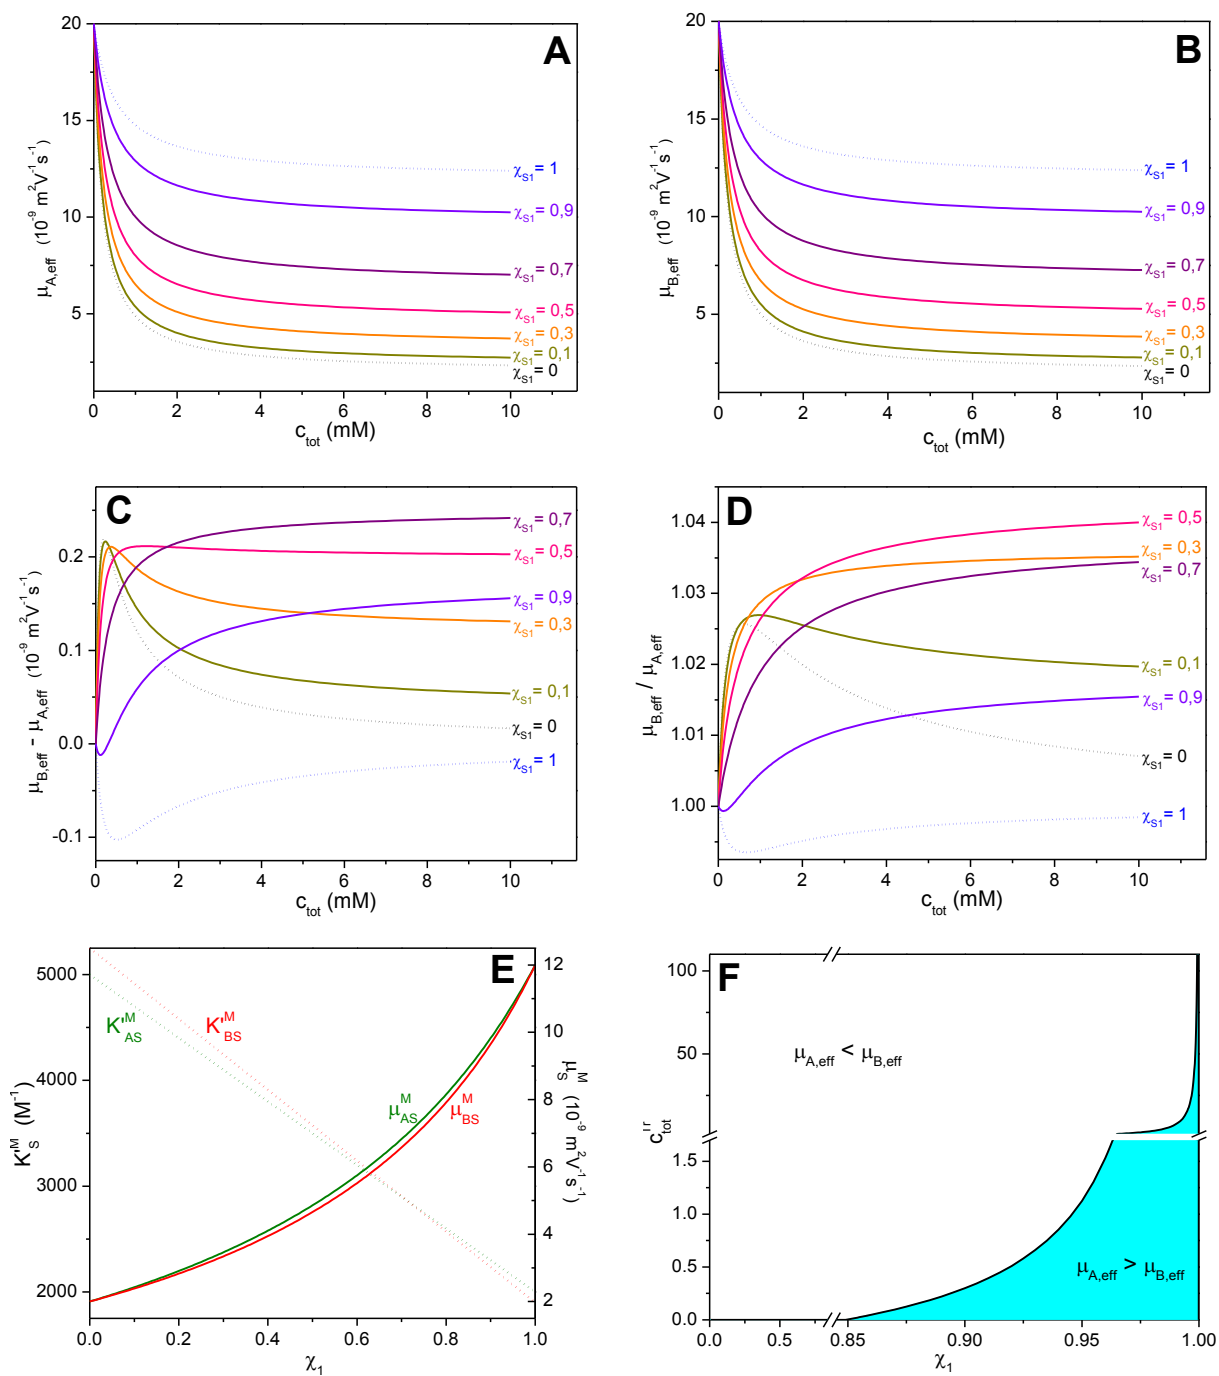 A
μA,eff (10⁻⁹ m²V⁻¹s⁻¹)
20
15
10
5
χS1= 1
χS1= 0,9
χS1= 0,7
χS1= 0,5
χS1= 0,3
χS1= 0,1
χS1= 0
0 2 4 6 8 10
ctot (mM)
B
μB,eff (10⁻⁹ m²V⁻¹s⁻¹)
20
15
10
5
χS1= 1
χS1= 0,9
χS1= 0,7
χS1= 0,5
χS1= 0,3
χS1= 0,1
χS1= 0
0 2 4 6 8 10
ctot (mM)
C
μB,eff - μA,eff (10⁻⁹ m²V⁻¹s⁻¹)
0.2
0.1
0.0
-0.1
χS1= 0,7
χS1= 0,5
χS1= 0,9
χS1= 0,3
χS1= 0,1
χS1= 0
χS1= 1
0 2 4 6 8 10
ctot (mM)
D
μB,eff / μA,eff
1.04
1.03
1.02
1.01
1.00
χS1= 0,5
χS1= 0,3
χS1= 0,7
χS1= 0,1
χS1= 0,9
χS1= 0
χS1= 1
0 2 4 6 8 10
ctot (mM)
E
K'SM (M⁻¹)
5000
4000
3000
2000
K'ASM
K'BSM
μASM
μBSM
12
10
8
6
4
2
μSM (10⁻⁹ m²V⁻¹s⁻¹)
0.0 0.2 0.4 0.6 0.8 1.0
χ1
F
100
50
1.5
1.0
0.5
0.0
μA,eff < μB,eff
μA,eff > μB,eff
0.0 0.5 0.85 0.90 0.95 1.00
χ1